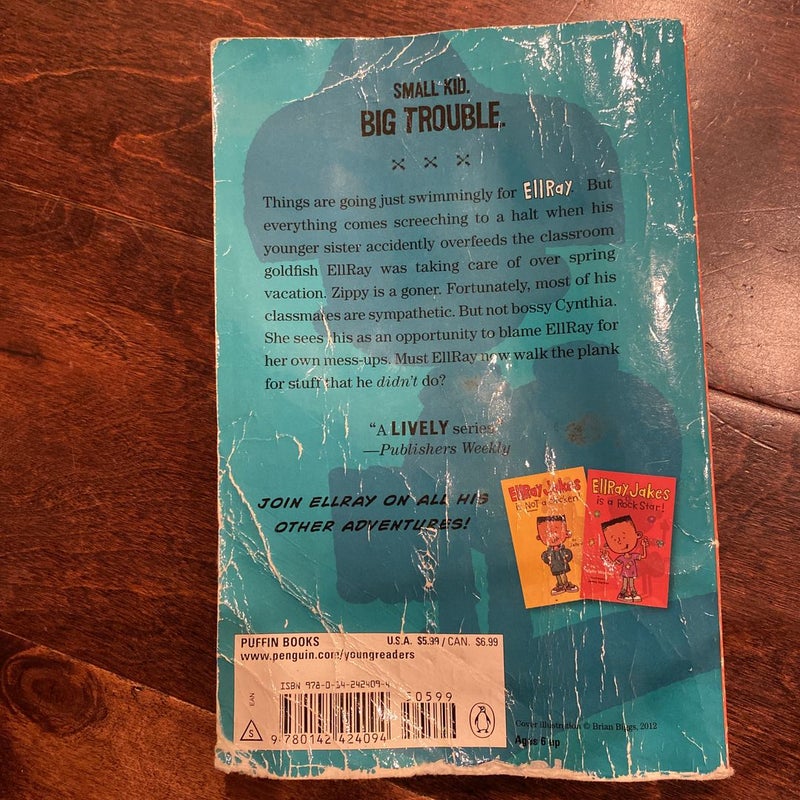 SMALL KID.
BIG TROUBLE.
Things are going just swimmingly for EllRay. But
everything comes screeching to a halt when his
younger sister accidently overfeeds the classroom
goldfish EllRay was taking care of over spring
vacation. Zippy is a goner. Fortunately, most of his
classmates are sympathetic. But not bossy Cynthia.
She sees this as an opportunity to blame EllRay for
her own mess-ups. Must EllRay now walk the plank
for stuff that he didn't do?
"A LIVELY series."
—Publishers Weekly
JOIN ELLRAY ON ALL HIS
OTHER ADVENTURES!
EllRay Jakes
is NOT a Chicken!
EllRay Jakes
is a Rock Star!
PUFFIN BOOKS U.S.A. $5.99 / CAN. $6.99
www.penguin.com/youngreaders
ISBN 978-0-14-242409-4
50599
EAN
S
9 780142 424094
Cover illustration © Brian Biggs, 2012
Ages 6 up